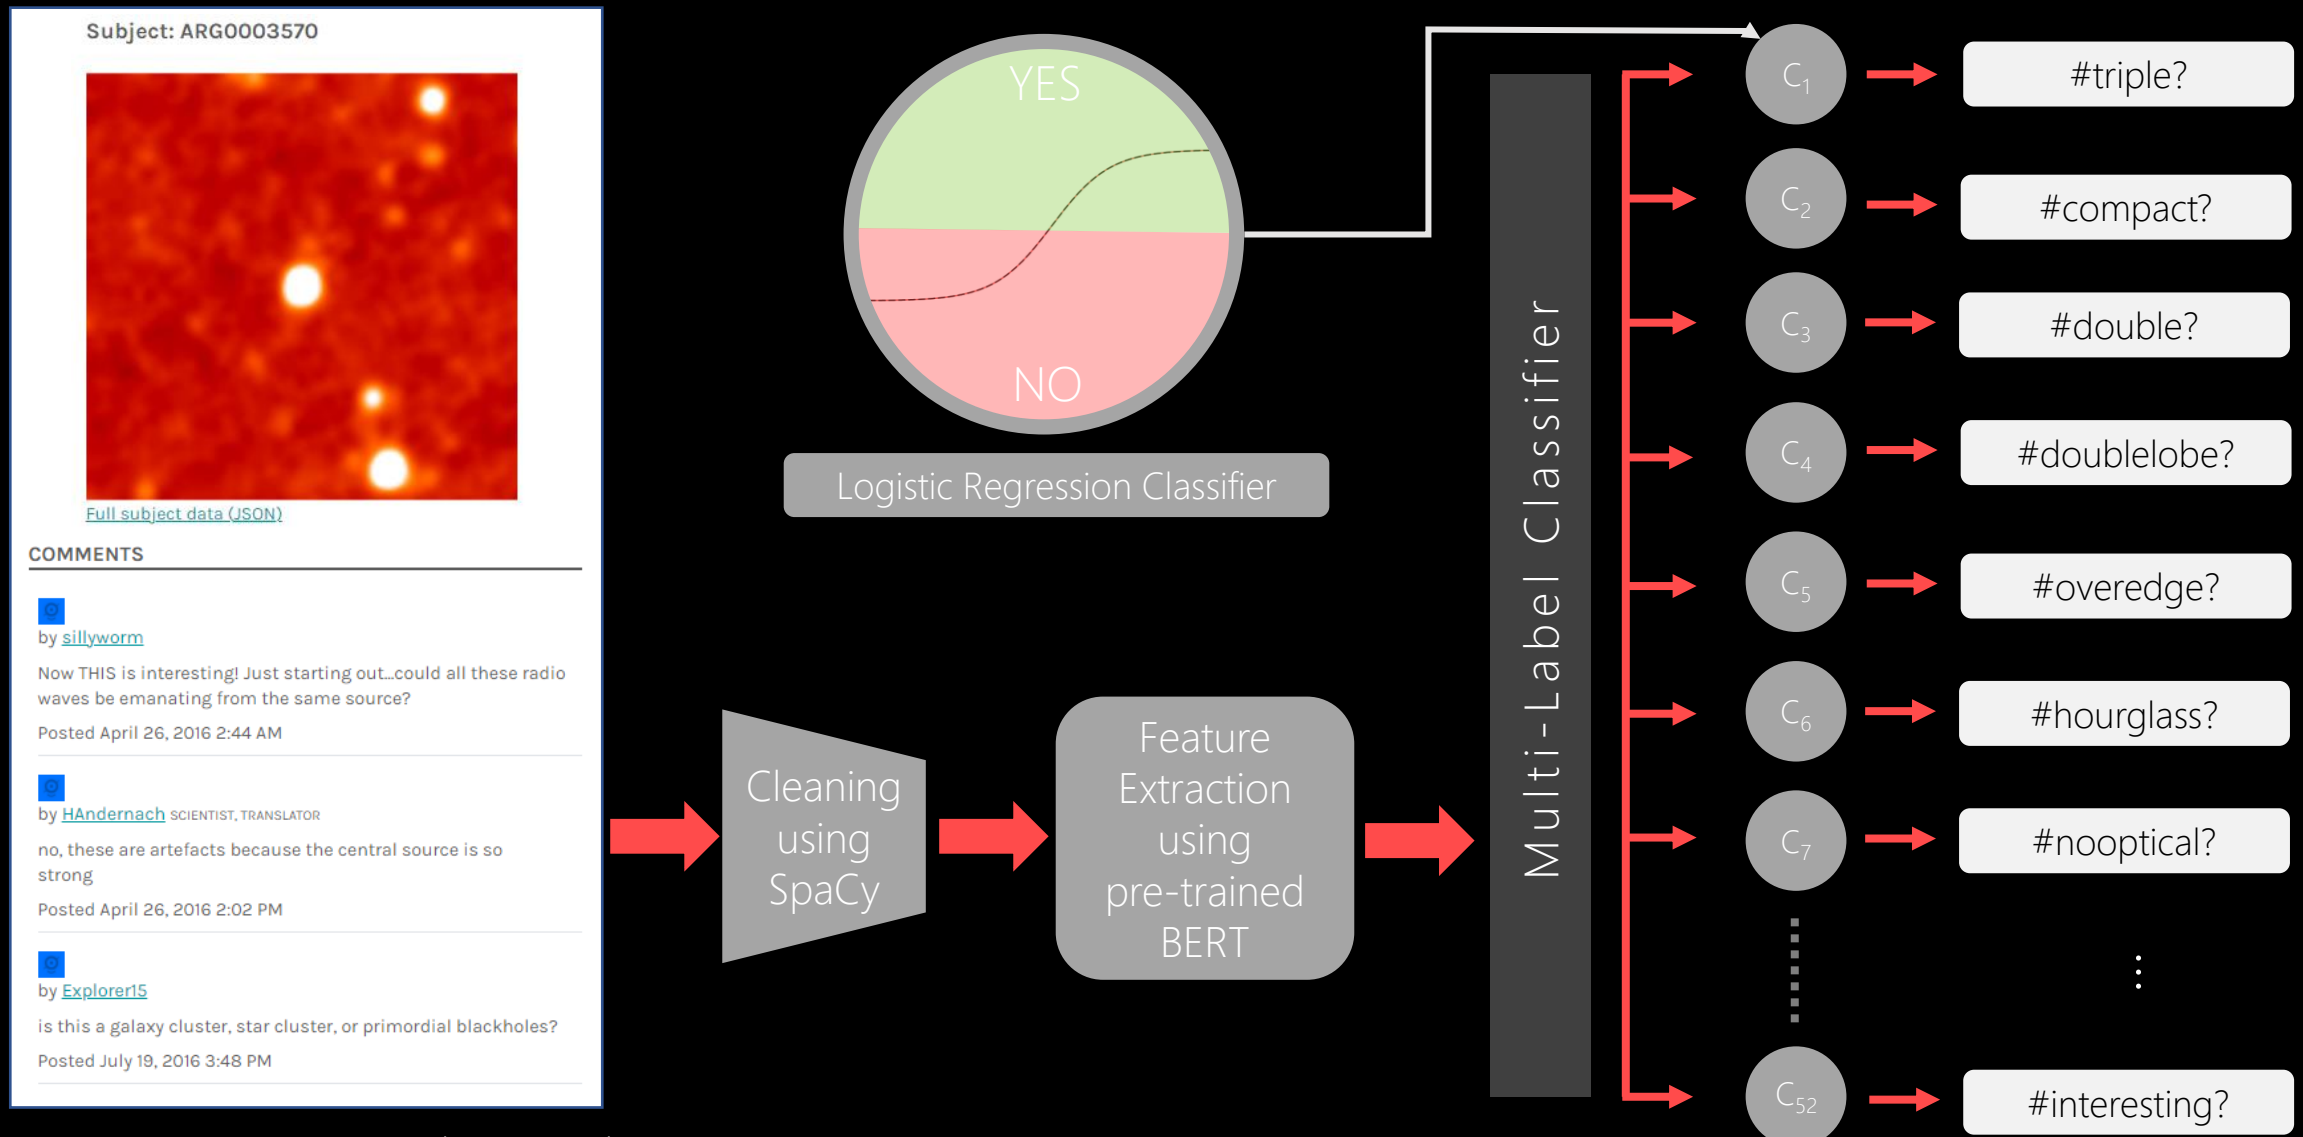 Subject: ARG0003570
Full subject data (JSON)
COMMENTS
by sillyworm
Now THIS is interesting! Just starting out...could all these radio
waves be emanating from the same source?
Posted April 26, 2016 2:44 AM
by HAndernach SCIENTIST, TRANSLATOR
no, these are artefacts because the central source is so
strong
Posted April 26, 2016 2:02 PM
by Explorer15
is this a galaxy cluster, star cluster, or primordial blackholes?
Posted July 19, 2016 3:48 PM
YES
NO
Logistic Regression Classifier
Cleaning
using
SpaCy
Feature
Extraction
using
pre-trained
BERT
Multi-Label Classifier
C1
#triple?
C2
#compact?
C3
#double?
C4
#doublelobe?
C5
#overedge?
C6
#hourglass?
C7
#nooptical?
⋮
C52
#interesting?